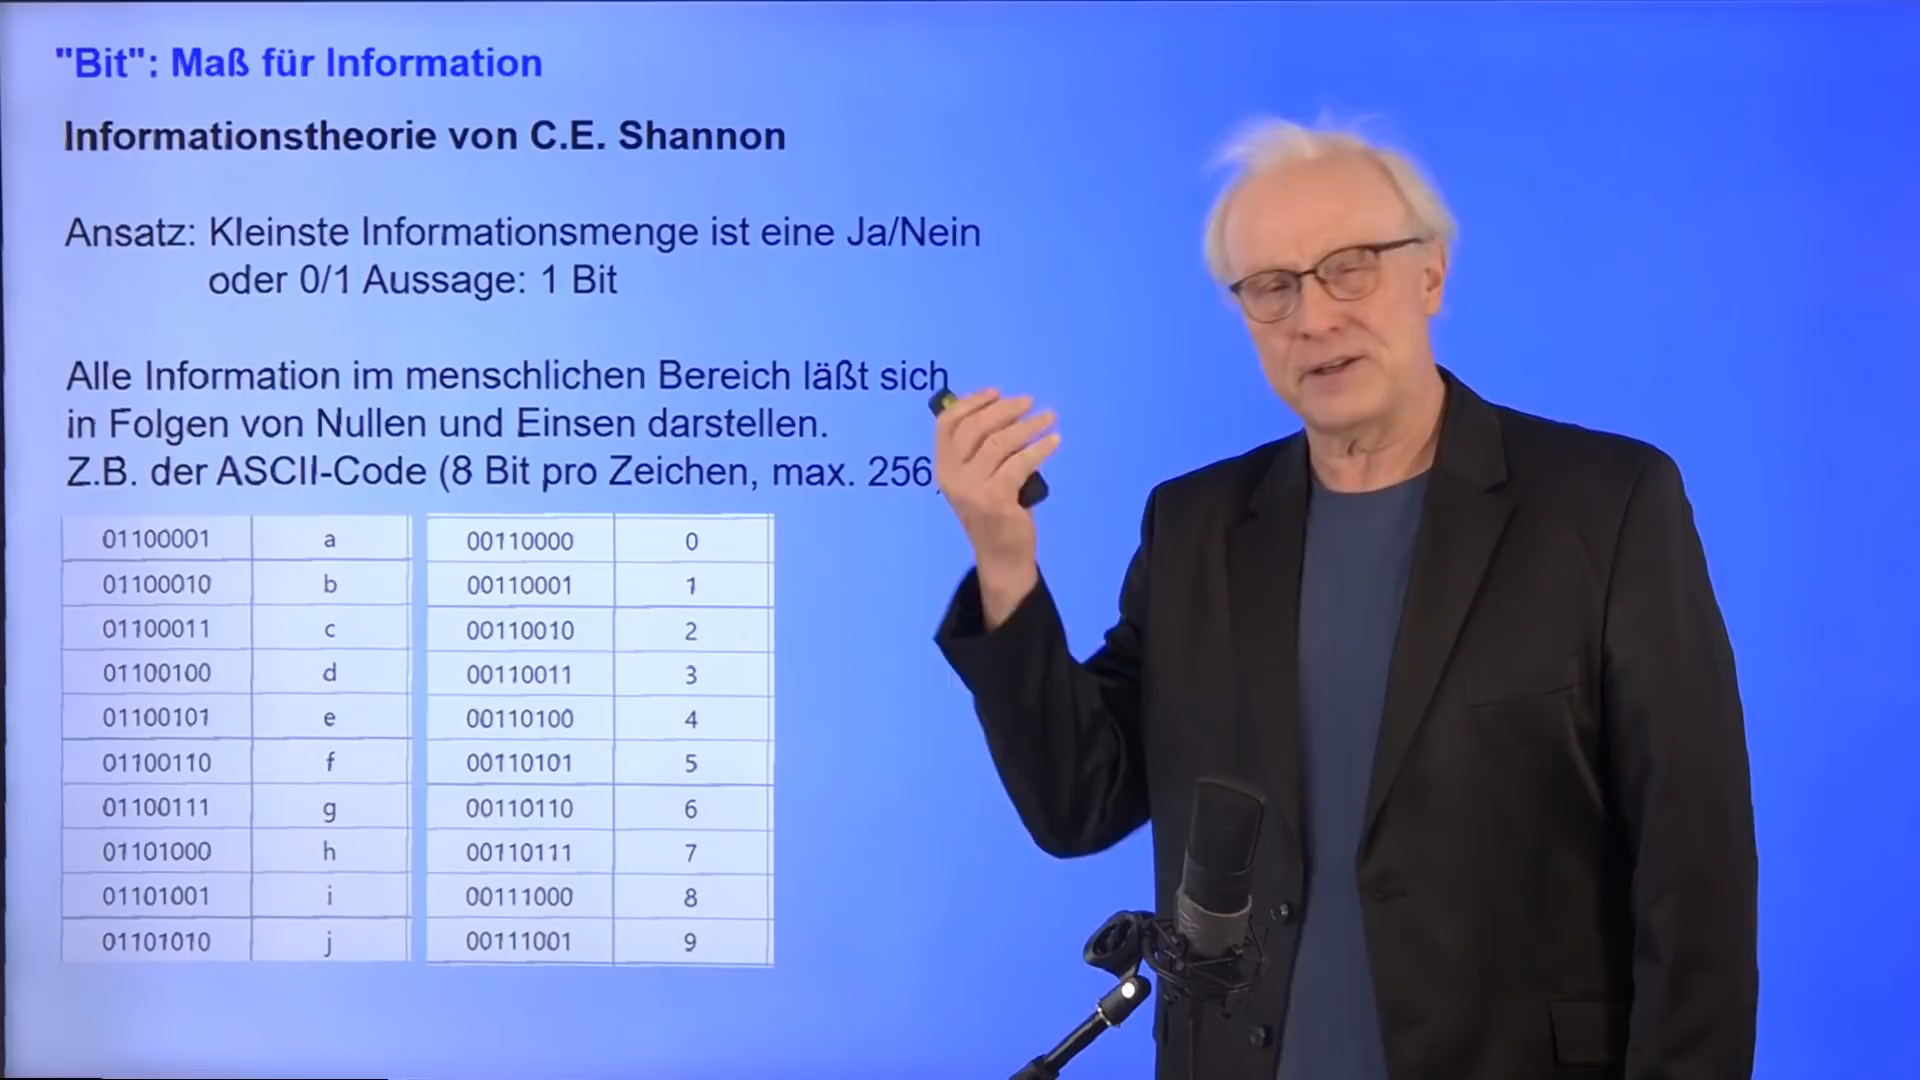 "Bit": Maß für Information
Informationstheorie von C.E. Shannon
Ansatz: Kleinste Informationsmenge ist eine Ja/Nein
oder 0/1 Aussage: 1 Bit
Alle Information im menschlichen Bereich läßt sich
in Folgen von Nullen und Einsen darstellen.
Z.B. der ASCII-Code (8 Bit pro Zeichen, max. 256)
01100001 a 00110000 0
01100010 b 00110001 1
01100011 c 00110010 2
01100100 d 00110011 3
01100101 e 00110100 4
01100110 f 00110101 5
01100111 g 00110110 6
01101000 h 00110111 7
01101001 i 00111000 8
01101010 j 00111001 9